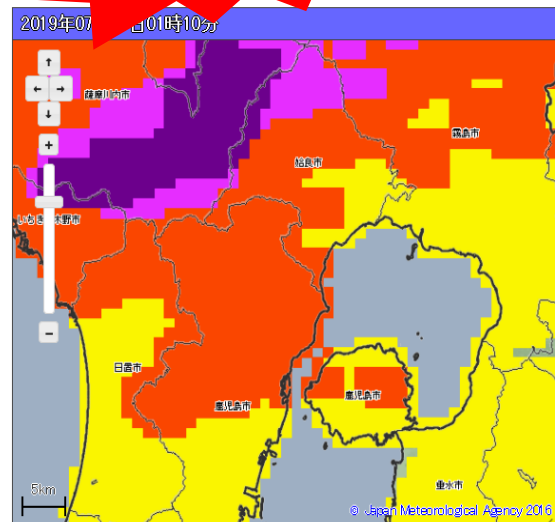 2019年07 日01時10分
薩摩川内市
霧島市
姶良市
いちき 木野市
日置市
鹿児島市
鹿児島市
垂水市
5km
© Japan Meteorological Agency 2016